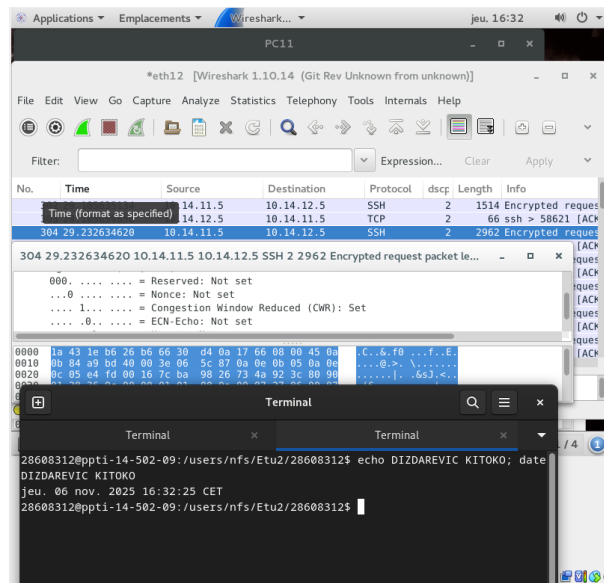 Applications Emplacements Wireshark... jeu. 16:32
PC11
*eth12 [Wireshark 1.10.14 (Git Rev Unknown from unknown)]
File Edit View Go Capture Analyze Statistics Telephony Tools Internals Help
Filter: Expression... Clear Apply
No. Time Source Destination Protocol dscp Length Info
.14.11.5 10.14.12.5 SSH 2 1514 Encrypted reques
Time (format as specified) .14.12.5 10.14.11.5 TCP 2 66 ssh > 58621 [ACK
304 29.232634620 10.14.11.5 10.14.12.5 SSH 2 2962 Encrypted reques
[ACK
304 29.232634620 10.14.11.5 10.14.12.5 SSH 2 2962 Encrypted request packet le...
000. .... .... = Reserved: Not set
...0 .... .... = Nonce: Not set
.... 1... .... = Congestion Window Reduced (CWR): Set
.... .0.. .... = ECN-Echo: Not set
0000 1a 43 1e b6 26 b6 66 30 d4 0a 17 66 08 00 45 0a .C..&.f0 ...f..E.
0010 0b 84 a9 bd 40 00 3e 06 5c 87 0a 0e 0b 05 0a 0e ....@.>. \.......
0020 0c 05 e4 fd 00 16 7c ba 98 26 73 4a 92 3c 80 90 ......|. .&sJ.<..
Terminal
Terminal Terminal
/ 4 1
28608312@ppti-14-502-09:/users/nfs/Etu2/28608312$ echo DIZDAREVIC KITOKO; date
DIZDAREVIC KITOKO
jeu. 06 nov. 2025 16:32:25 CET
28608312@ppti-14-502-09:/users/nfs/Etu2/28608312$